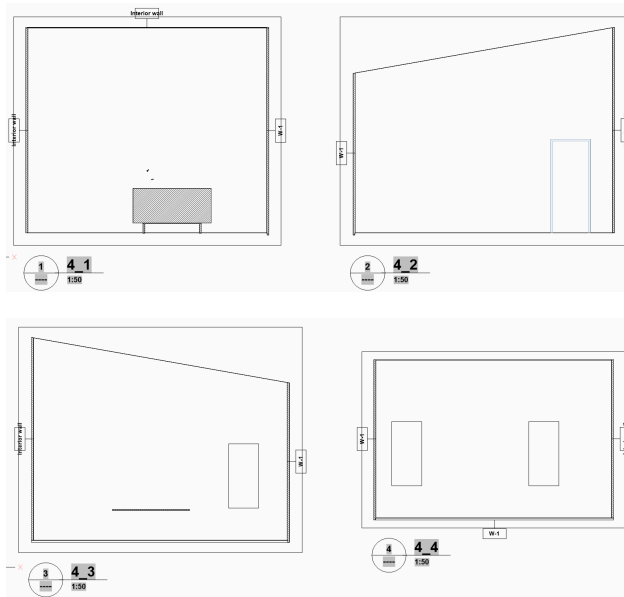 Interior wall
Interior wall
W-1
1
4_1
----
1:50
W-1
2
4_2
----
1:50
Interior wall
W-1
3
4_3
----
1:50
W-1
W-1
4
4_4
----
1:50
X
X